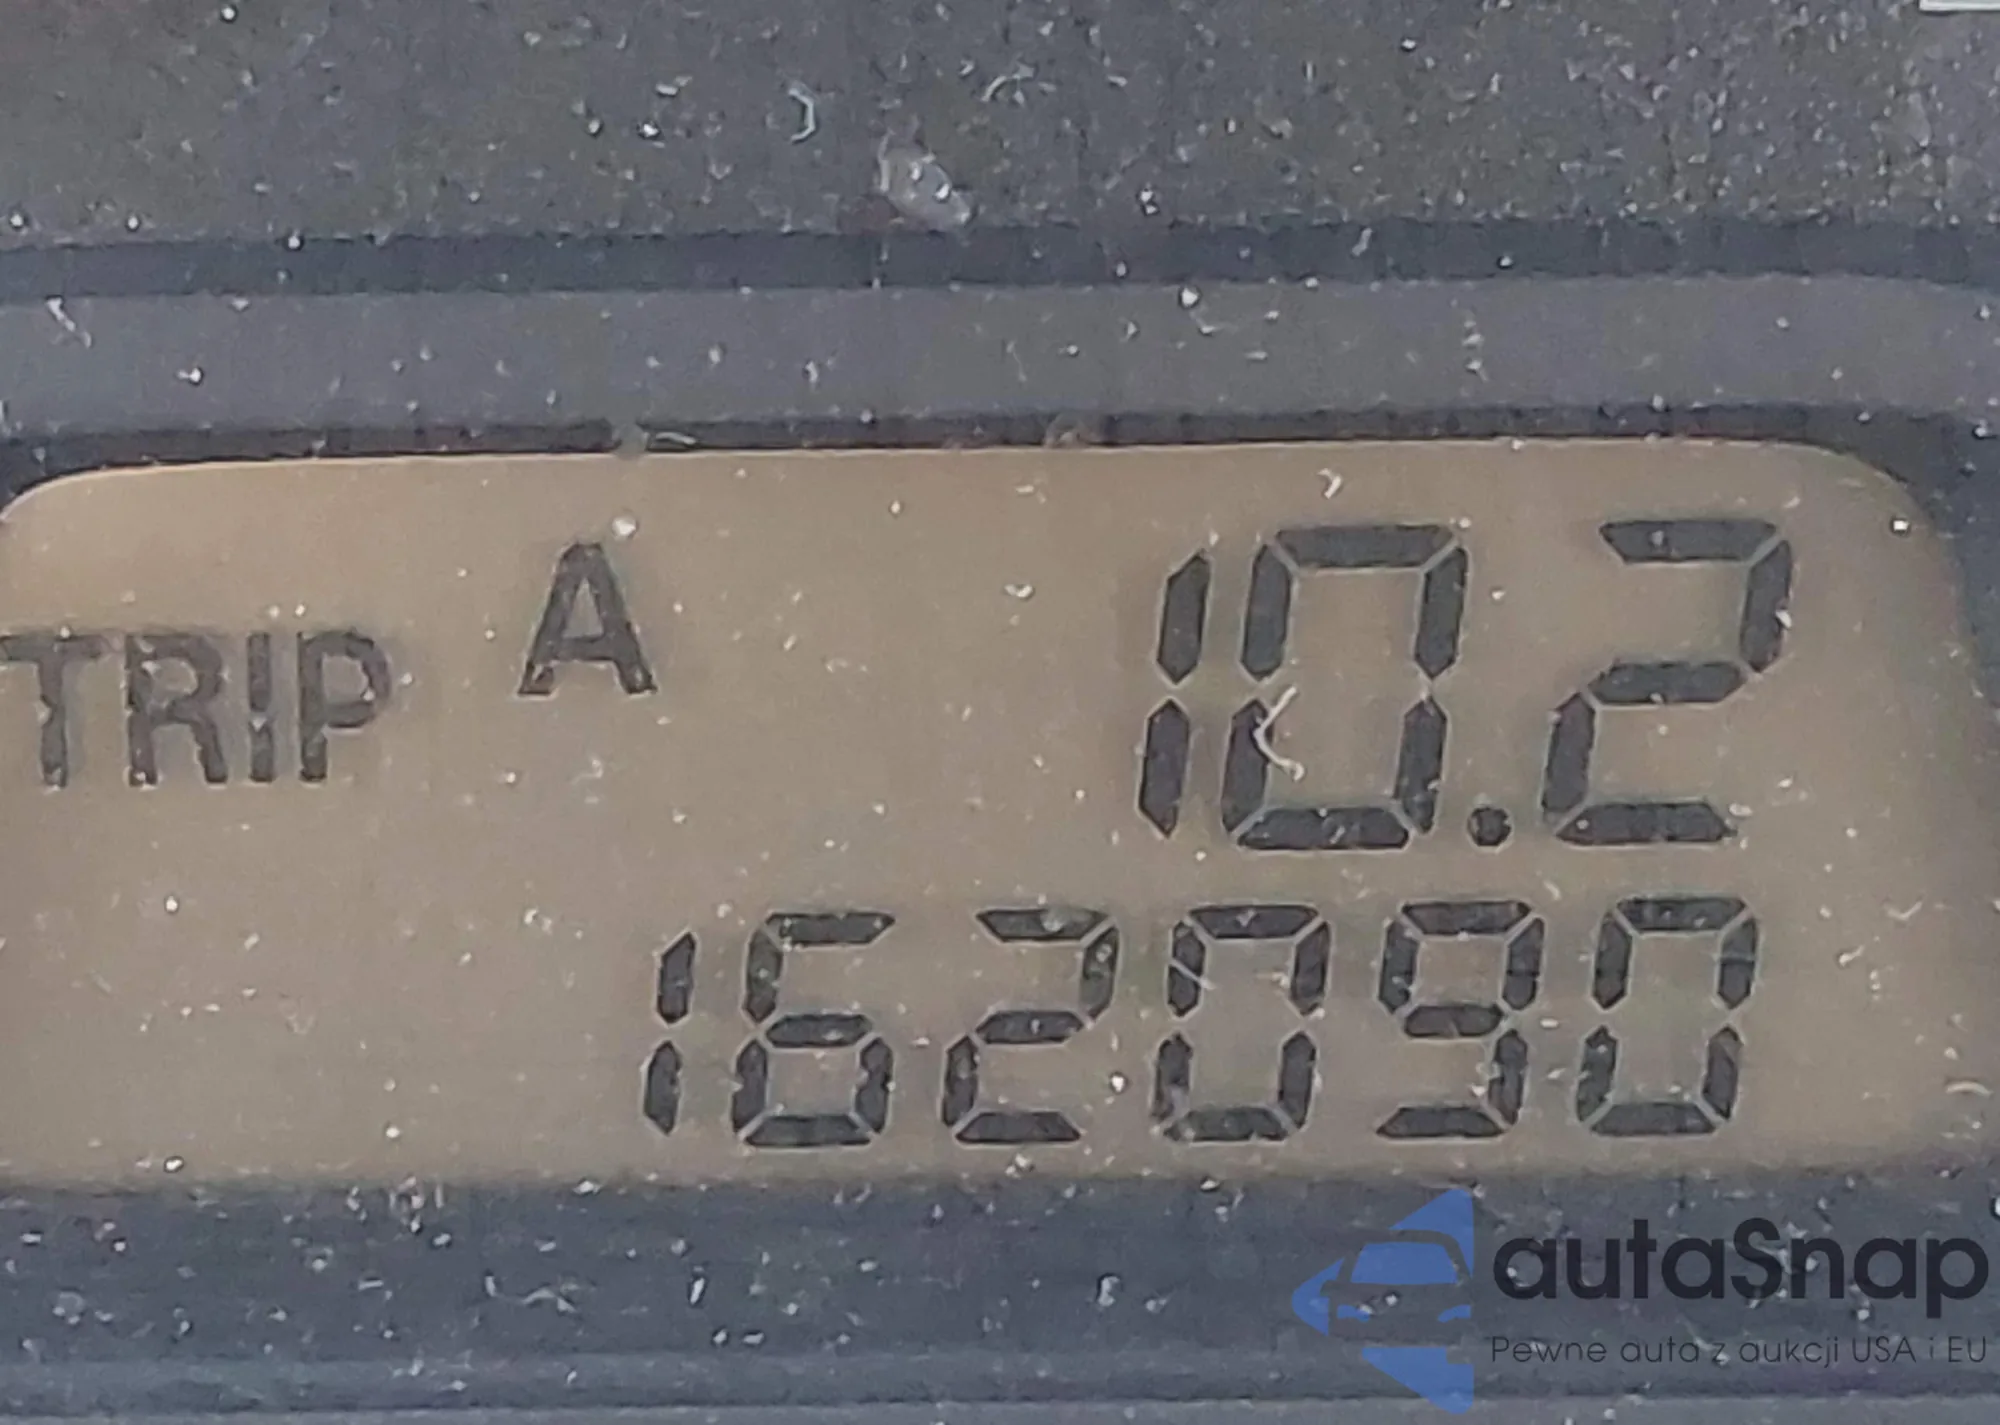 TRIP A 10.2
162090
autaSnap
Pewne auta z aukcji USA i EU